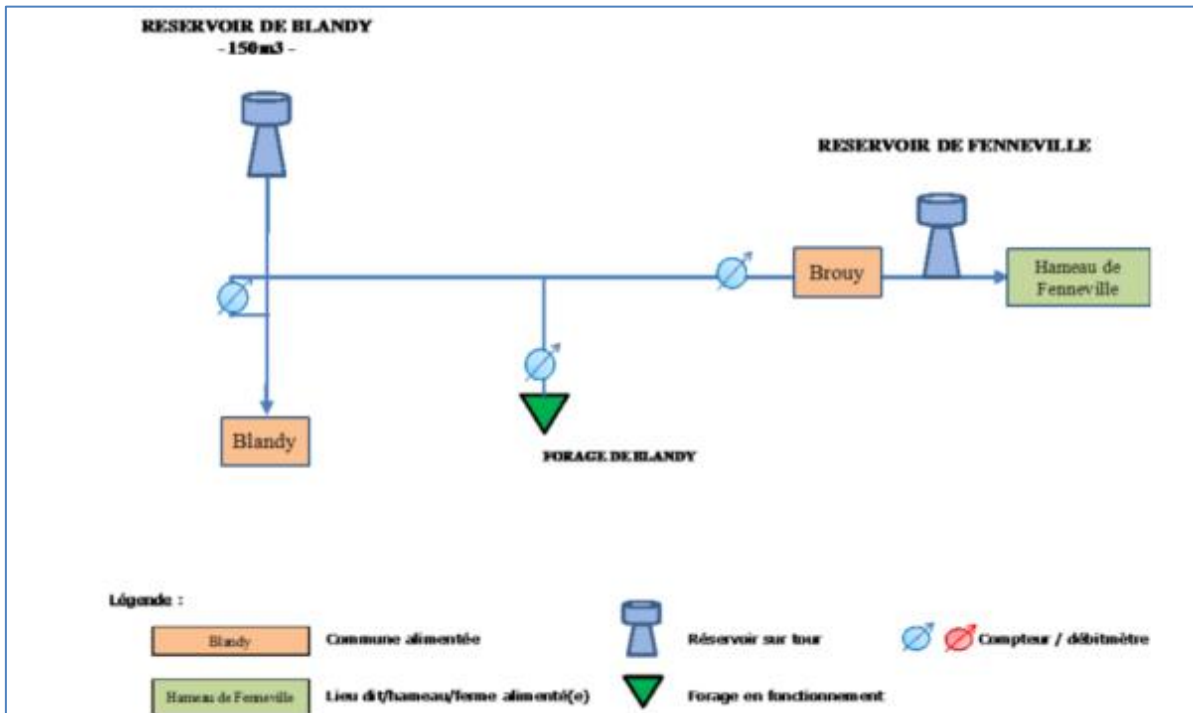 RESERVOIR DE BLANDY
- 150m3 -
RESERVOIR DE FENNEVILLE
Brouy
Hameau de
Fenneville
Blandy
FORAGE DE BLANDY
Légende :
Blandy
Commune alimentée
Réservoir sur tour
Compteur / débitmètre
Hameau de Fenneville
Lieu dit/hameau/ferme alimenté(e)
Forage en fonctionnement